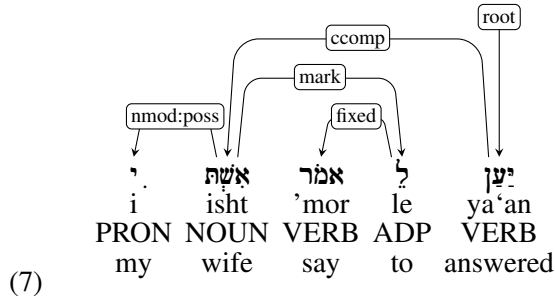 root
ccomp
mark
nmod:poss
fixed
יַּעַן לֵ אמֹר אִשְׁתִּ ִי
i isht 'mor le ya‘an
PRON NOUN VERB ADP VERB
my wife say to answered
(7)